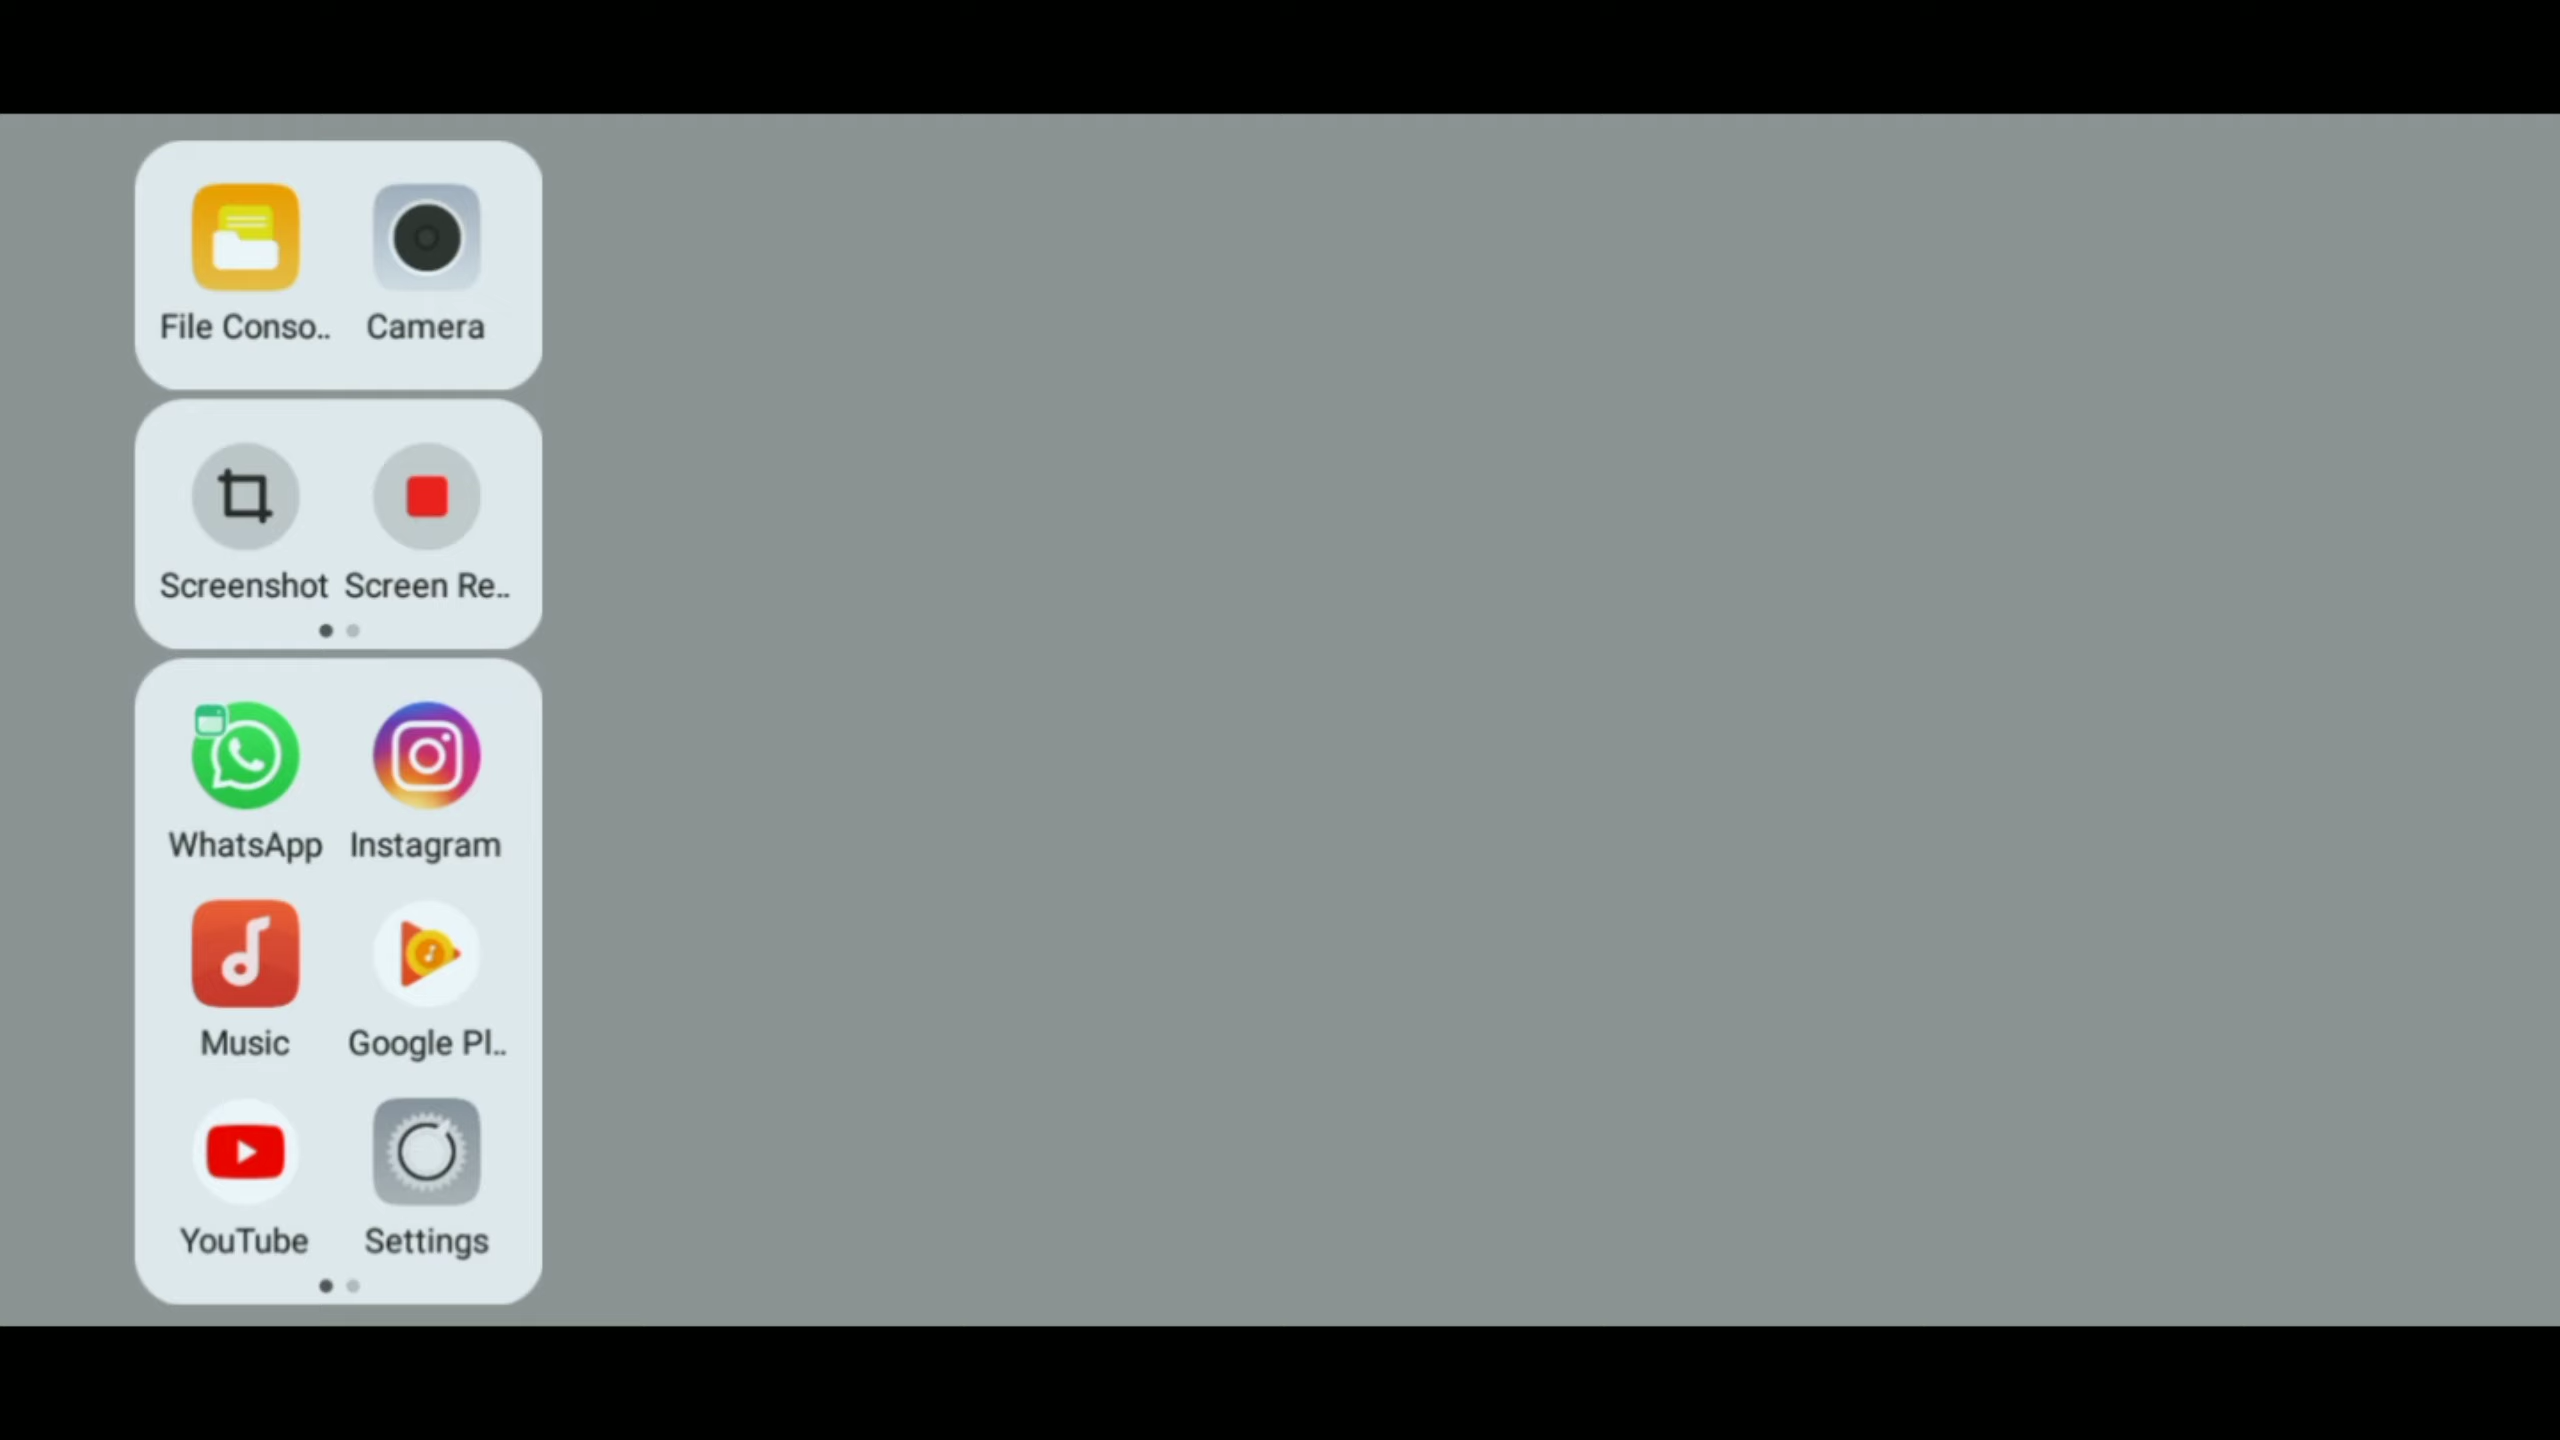 File Conso.. Camera
Screenshot Screen Re..
WhatsApp Instagram
Music Google Pl..
YouTube Settings